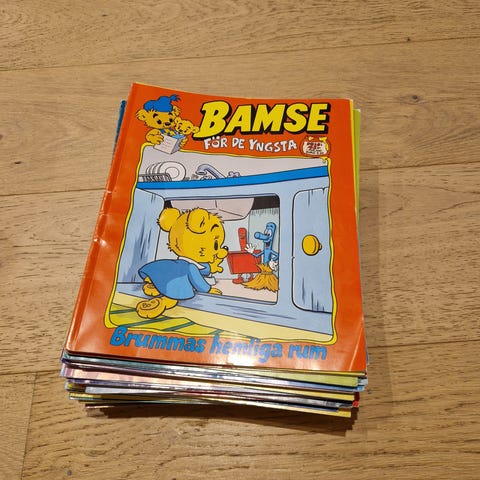 BAMSE
FÖR DE YNGSTA
Brummas hemliga rum